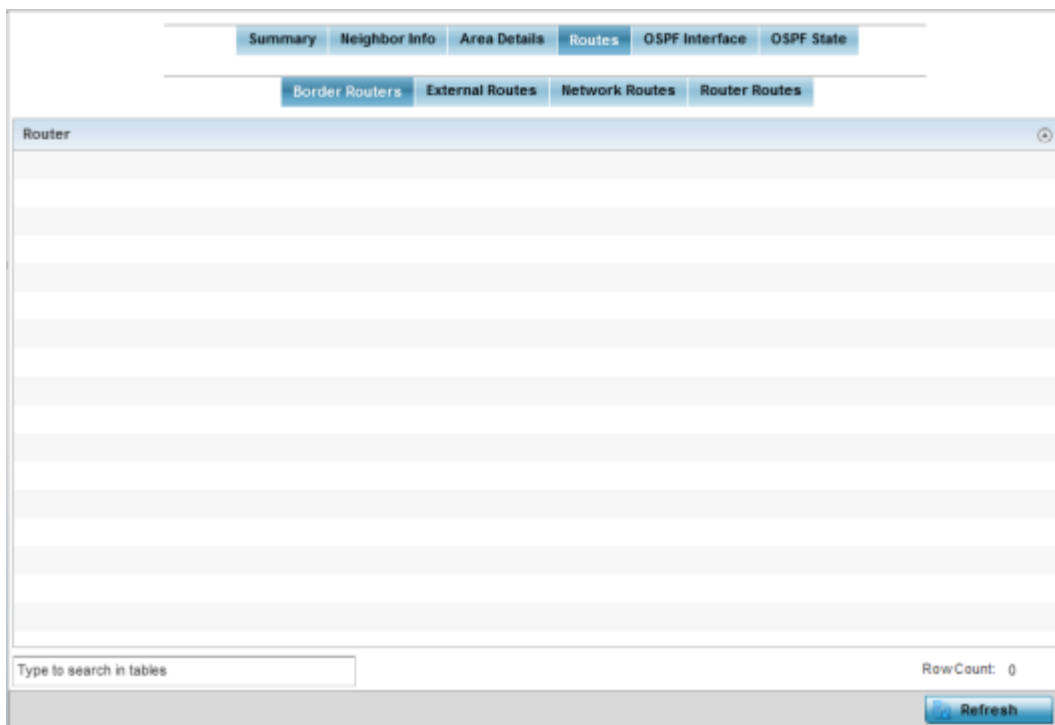 Summary Neighbor Info Area Details Routes OSPF Interface OSPF State
Border Routers External Routes Network Routes Router Routes
Router
Type to search in tables Row Count: 0
Refresh